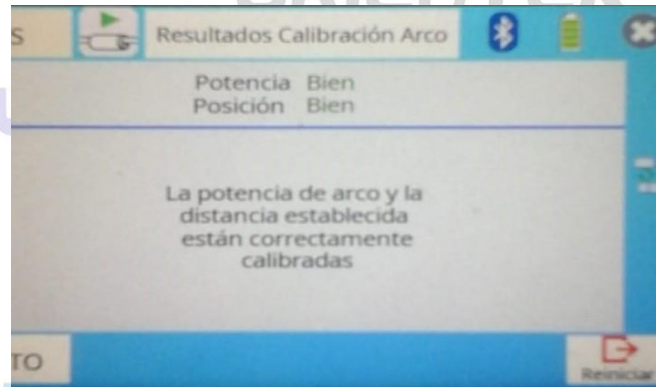 S
Resultados Calibración Arco
Potencia Bien
Posición Bien
La potencia de arco y la
distancia establecida
están correctamente
calibradas
TO
Reiniciar